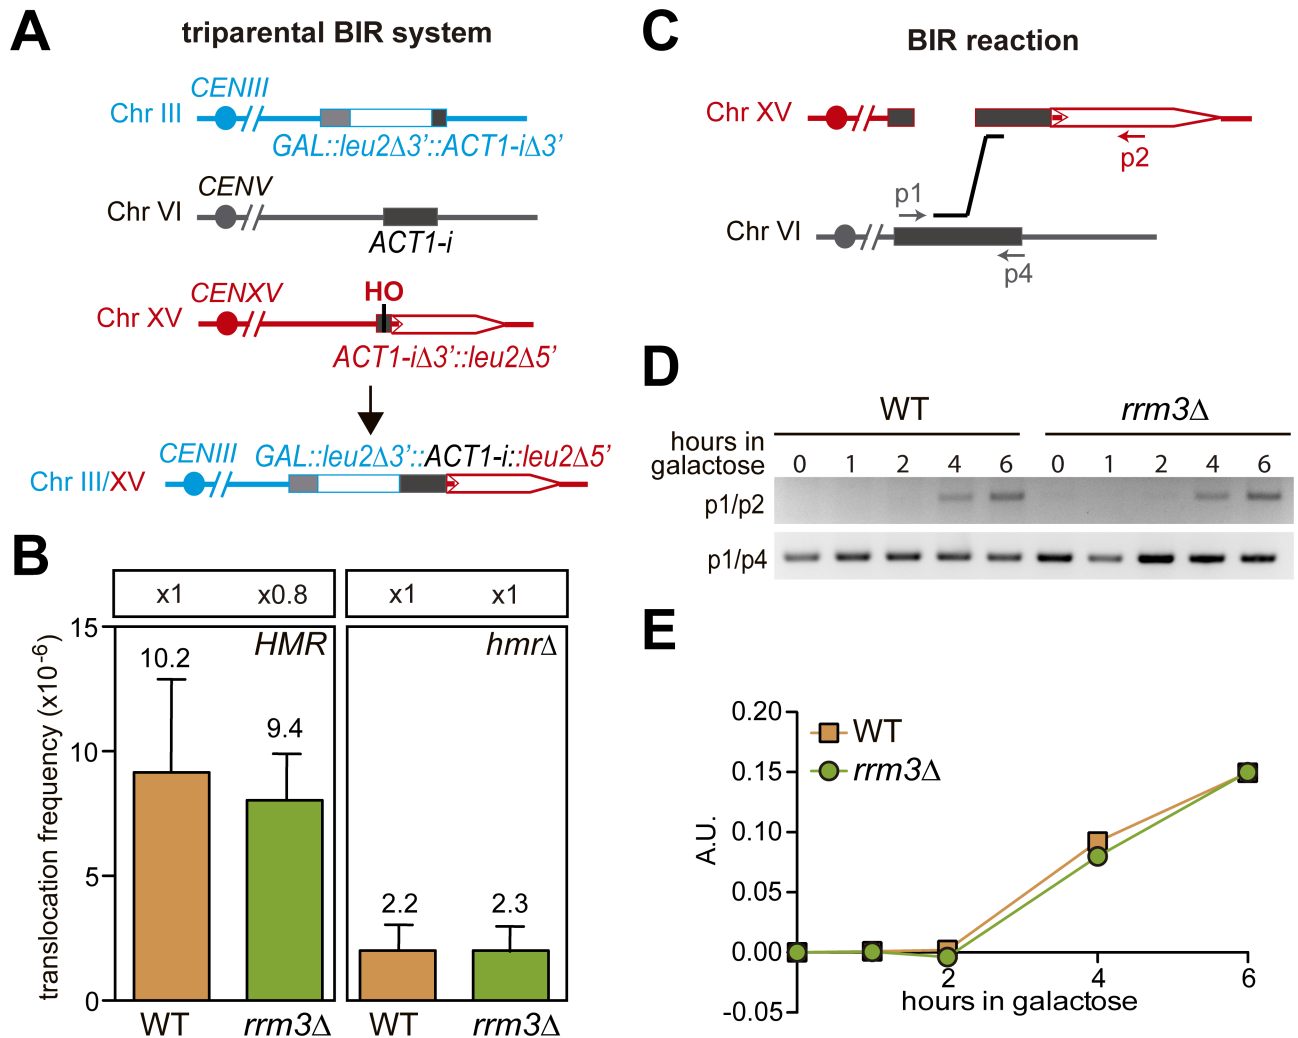 A
triparental BIR system
CENIII
Chr III
GAL::leu2Δ3’::ACT1-iΔ3’
CENV
Chr VI
ACT1-i
HO
CENXV
Chr XV
ACT1-iΔ3’::leu2Δ5’
CENIII
GAL::leu2Δ3’::ACT1-i::leu2Δ5’
Chr III/XV
B
x1 x0.8 x1 x1
HMR hmrΔ
translocation frequency (x10-6)
15
10
5
0
10.2
9.4
2.2
2.3
WT rrm3Δ WT rrm3Δ
C
BIR reaction
Chr XV
p2
p1
Chr VI
p4
D
WT rrm3Δ
hours in
galactose 0 1 2 4 6 0 1 2 4 6
p1/p2
p1/p4
E
0.20
0.15
0.10
0.05
0.00
-0.05
A.U.
WT
rrm3Δ
2 4 6
hours in galactose